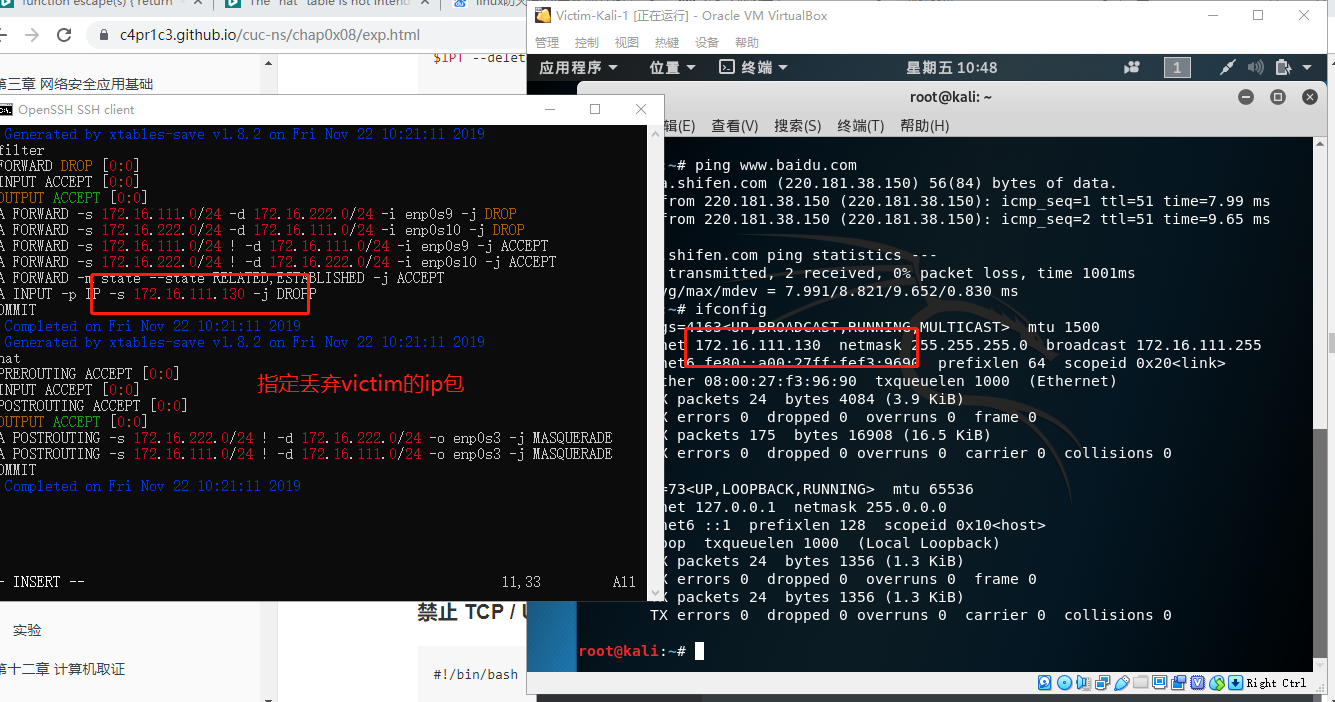 function escape(s) { return
The "nat" table is not intend
linux防火
c4pr1c3.github.io/cuc-ns/chap0x08/exp.html
第三章 网络安全应用基础
$IPT --delet
OpenSSH SSH client
Generated by xtables-save v1.8.2 on Fri Nov 22 10:21:11 2019
filter
FORWARD DROP [0:0]
INPUT ACCEPT [0:0]
OUTPUT ACCEPT [0:0]
A FORWARD -s 172.16.111.0/24 -d 172.16.222.0/24 -i enp0s9 -j DROP
A FORWARD -s 172.16.222.0/24 -d 172.16.111.0/24 -i enp0s10 -j DROP
A FORWARD -s 172.16.111.0/24 ! -d 172.16.111.0/24 -i enp0s9 -j ACCEPT
A FORWARD -s 172.16.222.0/24 ! -d 172.16.222.0/24 -i enp0s10 -j ACCEPT
A FORWARD -m state --state RELATED,ESTABLISHED -j ACCEPT
A INPUT -p IP -s 172.16.111.130 -j DROPP
OMMIT
Completed on Fri Nov 22 10:21:11 2019
Generated by xtables-save v1.8.2 on Fri Nov 22 10:21:11 2019
nat
PREROUTING ACCEPT [0:0]
INPUT ACCEPT [0:0]
POSTROUTING ACCEPT [0:0]
OUTPUT ACCEPT [0:0]
A POSTROUTING -s 172.16.222.0/24 ! -d 172.16.222.0/24 -o enp0s3 -j MASQUERADE
A POSTROUTING -s 172.16.111.0/24 ! -d 172.16.111.0/24 -o enp0s3 -j MASQUERADE
OMMIT
Completed on Fri Nov 22 10:21:11 2019
指定丢弃victim的ip包
- INSERT -- 11,33 All
实验
第十二章 计算机取证
禁止 TCP / U
#!/bin/bash
Victim-Kali-1 [正在运行] - Oracle VM VirtualBox
管理 控制 视图 热键 设备 帮助
应用程序 位置 终端 星期五 10:48 1
root@kali: ~
辑(E) 查看(V) 搜索(S) 终端(T) 帮助(H)
:~# ping www.baidu.com
a.shifen.com (220.181.38.150) 56(84) bytes of data.
from 220.181.38.150 (220.181.38.150): icmp_seq=1 ttl=51 time=7.99 ms
from 220.181.38.150 (220.181.38.150): icmp_seq=2 ttl=51 time=9.65 ms
.shifen.com ping statistics ---
transmitted, 2 received, 0% packet loss, time 1001ms
vg/max/mdev = 7.991/8.821/9.652/0.830 ms
:~# ifconfig
gs=4163<UP,BROADCAST,RUNNING,MULTICAST> mtu 1500
net 172.16.111.130 netmask 255.255.255.0 broadcast 172.16.111.255
net6 fe80::a00:27ff:fef3:9690 prefixlen 64 scopeid 0x20<link>
ther 08:00:27:f3:96:90 txqueuelen 1000 (Ethernet)
X packets 24 bytes 4084 (3.9 KiB)
X errors 0 dropped 0 overruns 0 frame 0
X packets 175 bytes 16908 (16.5 KiB)
X errors 0 dropped 0 overruns 0 carrier 0 collisions 0
=73<UP,LOOPBACK,RUNNING> mtu 65536
net 127.0.0.1 netmask 255.0.0.0
net6 ::1 prefixlen 128 scopeid 0x10<host>
oop txqueuelen 1000 (Local Loopback)
X packets 24 bytes 1356 (1.3 KiB)
X errors 0 dropped 0 overruns 0 frame 0
X packets 24 bytes 1356 (1.3 KiB)
TX errors 0 dropped 0 overruns 0 carrier 0 collisions 0
root@kali:~#
Right Ctrl